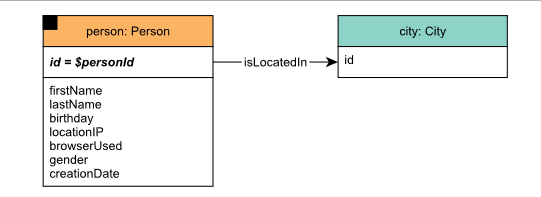 person: Person
id = $personId
firstName
lastName
birthday
locationIP
browserUsed
gender
creationDate
isLocatedIn
city: City
id